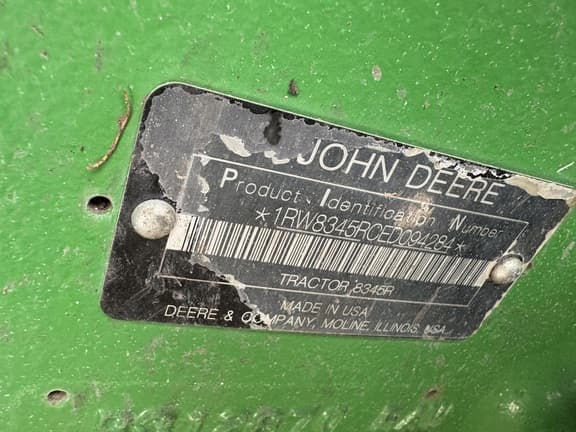 JOHN DEERE
Product Identification Number
*1RW8345RCED094284*
TRACTOR 8345R
MADE IN USA
DEERE & COMPANY, MOLINE, ILLINOIS, USA